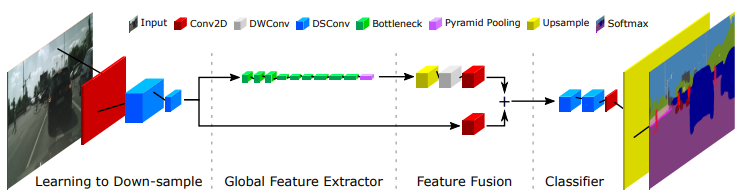 Input Conv2D DWConv DSConv Bottleneck Pyramid Pooling Upsample Softmax
+
Learning to Down-sample Global Feature Extractor Feature Fusion Classifier